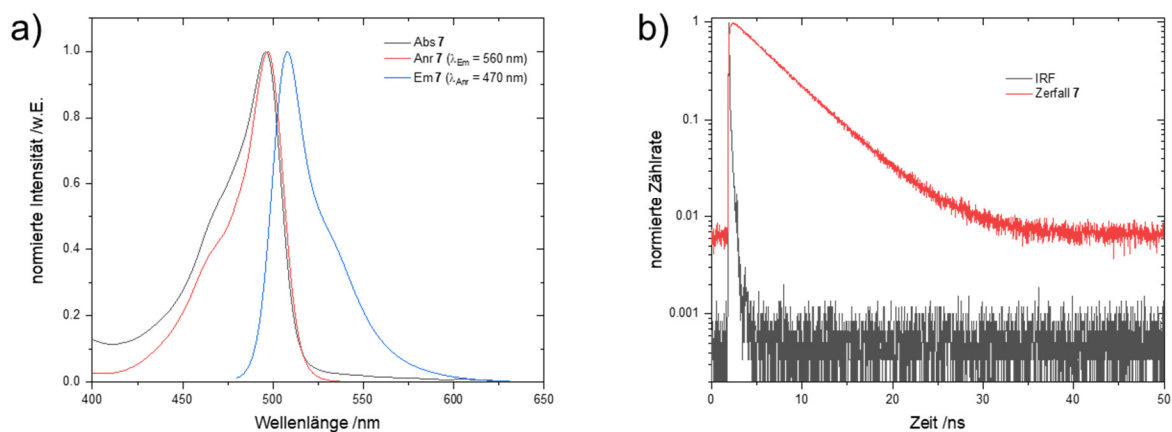 a)
normierte Intensität /w.E.
1.0
0.8
0.6
0.4
0.2
0.0
Abs 7
Anr 7 (λEm = 560 nm)
Em 7 (λAnr = 470 nm)
400 450 500 550 600 650
Wellenlänge /nm
b)
normierte Zählrate
1
0.1
0.01
0.001
IRF
Zerfall 7
0 10 20 30 40 50
Zeit /ns